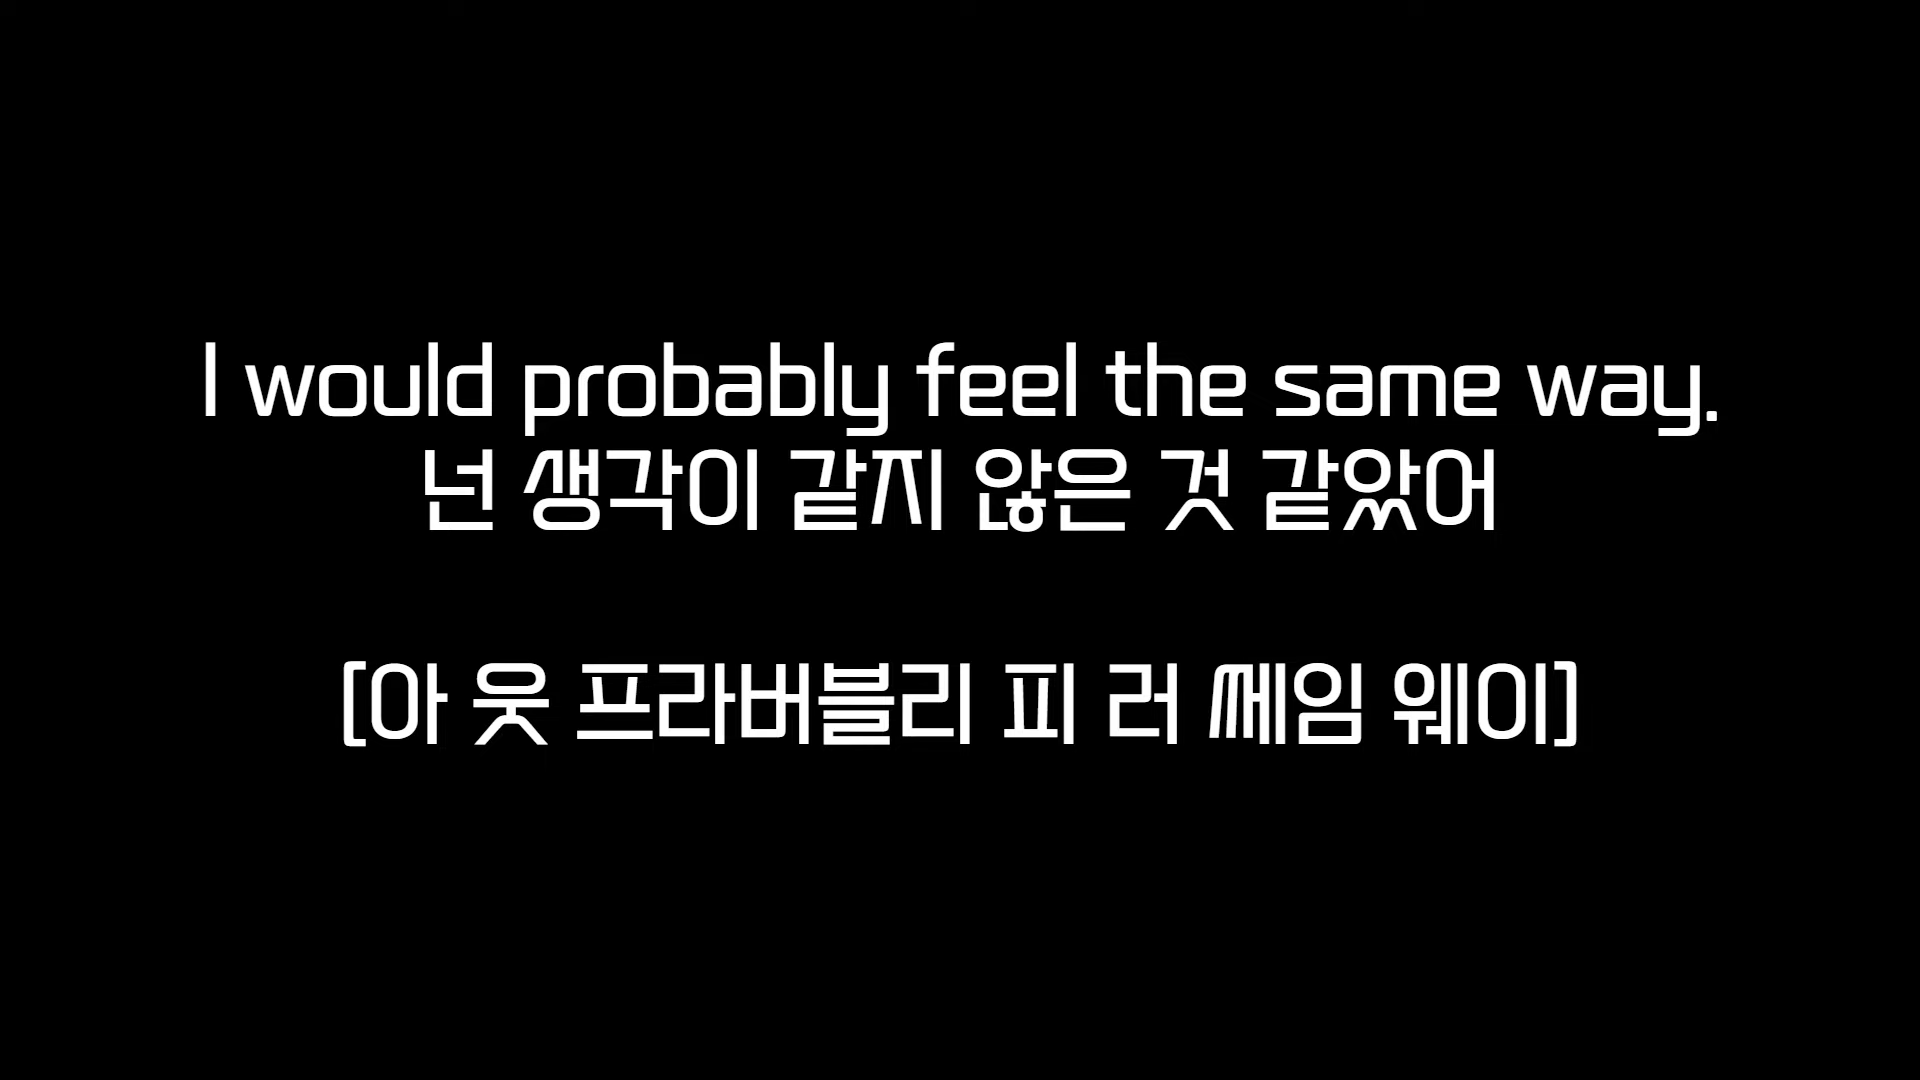 I would probably feel the same way.
넌 생각이 같지 않은 것 같았어
[아 웃 프라버블리 피 러 쎄임 웨이]